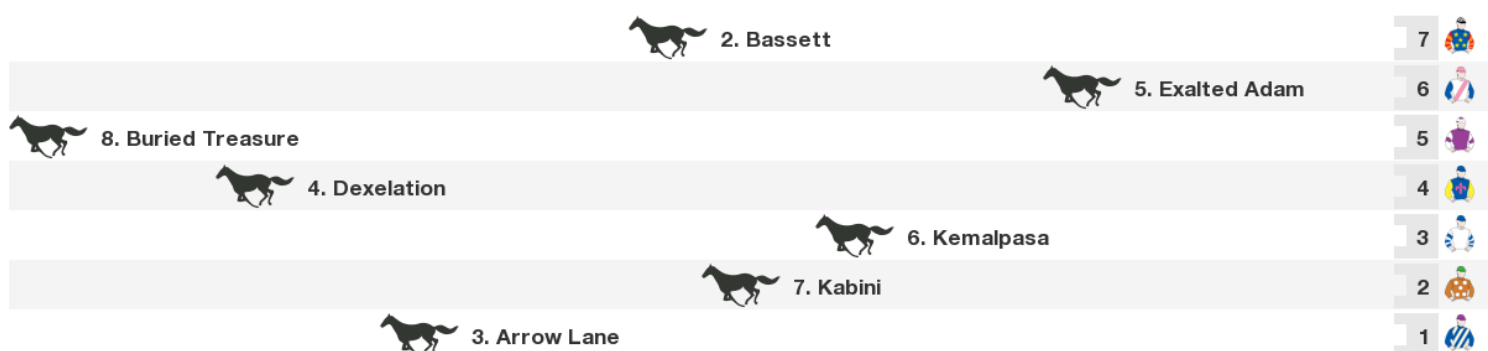 2. Bassett 7
5. Exalted Adam 6
8. Buried Treasure 5
4. Dexelation 4
6. Kemalpasa 3
7. Kabini 2
3. Arrow Lane 1